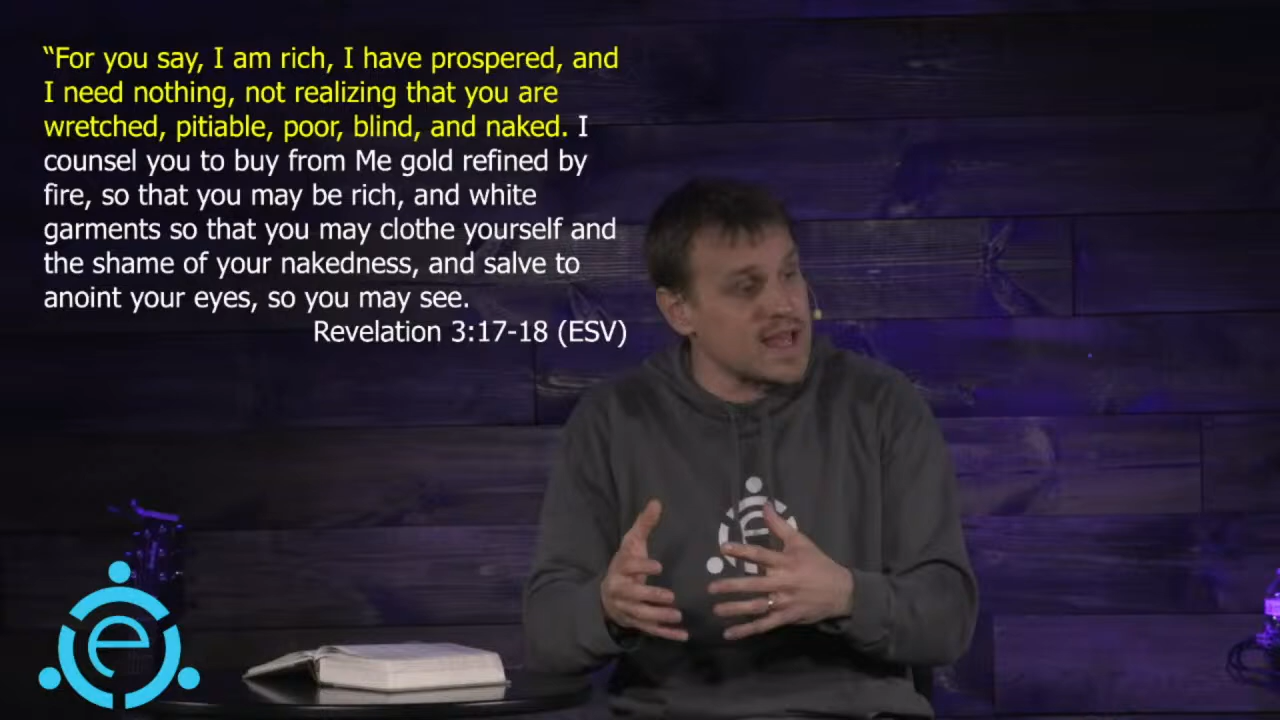 “For you say, I am rich, I have prospered, and
I need nothing, not realizing that you are
wretched, pitiable, poor, blind, and naked. I
counsel you to buy from Me gold refined by
fire, so that you may be rich, and white
garments so that you may clothe yourself and
the shame of your nakedness, and salve to
anoint your eyes, so you may see.
Revelation 3:17-18 (ESV)
e
e